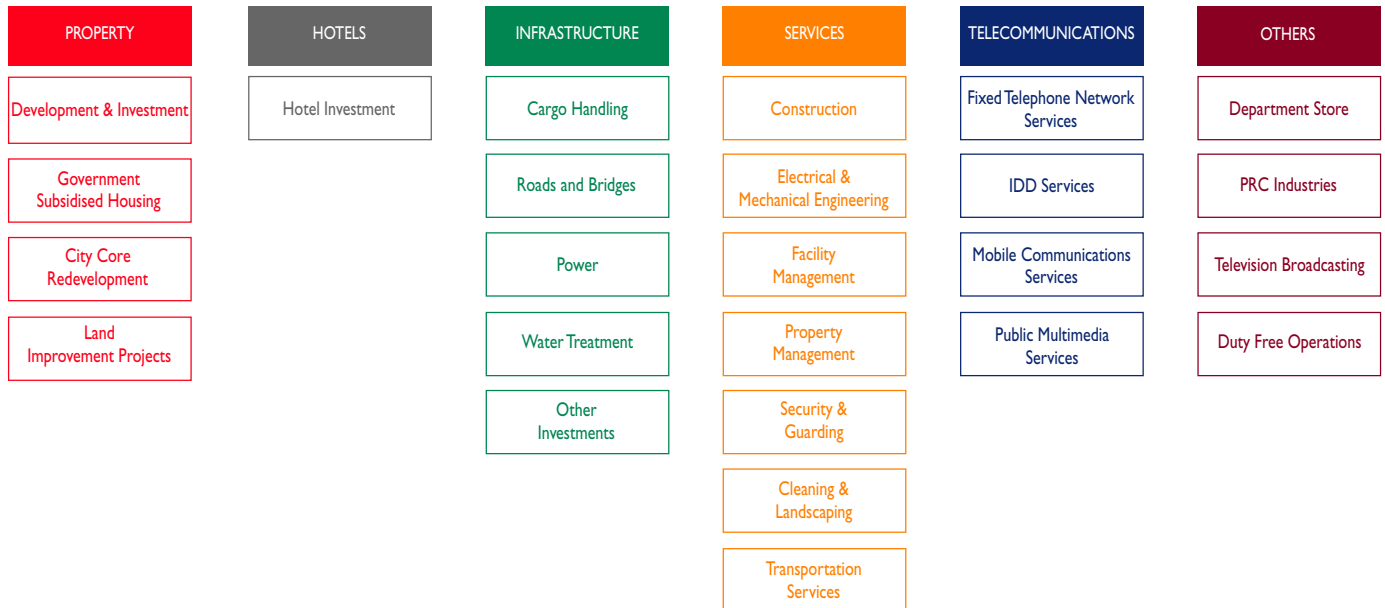 PROPERTY
Development & Investment
Government
Subsidised Housing
City Core
Redevelopment
Land
Improvement Projects
HOTELS
Hotel Investment
INFRASTRUCTURE
Cargo Handling
Roads and Bridges
Power
Water Treatment
Other
Investments
SERVICES
Construction
Electrical &
Mechanical Engineering
Facility
Management
Property
Management
Security &
Guarding
Cleaning &
Landscaping
Transportation
Services
TELECOMMUNICATIONS
Fixed Telephone Network
Services
IDD Services
Mobile Communications
Services
Public Multimedia
Services
OTHERS
Department Store
PRC Industries
Television Broadcasting
Duty Free Operations